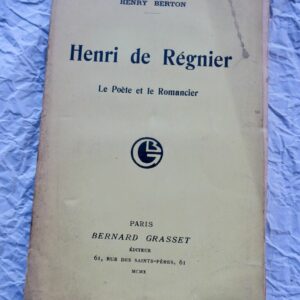 HENRY BERTON
Henri de Régnier
Le Poète et le Romancier
BG
PARIS
BERNARD GRASSET
ÉDITEUR
61, RUE DES SAINTS-PÈRES, 61
MCMX